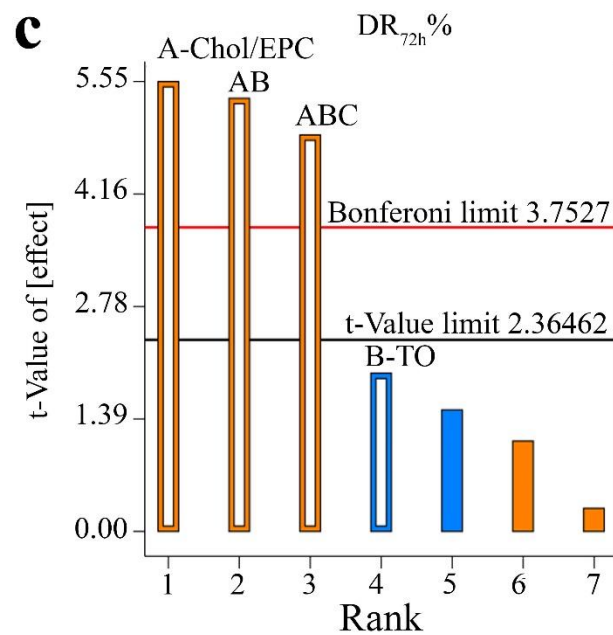 c
DR72h%
A-Chol/EPC
AB
ABC
5.55
4.16
Bonferoni limit 3.7527
2.78
t-Value limit 2.36462
B-TO
1.39
0.00
t-Value of [effect]
1 2 3 4 5 6 7
Rank